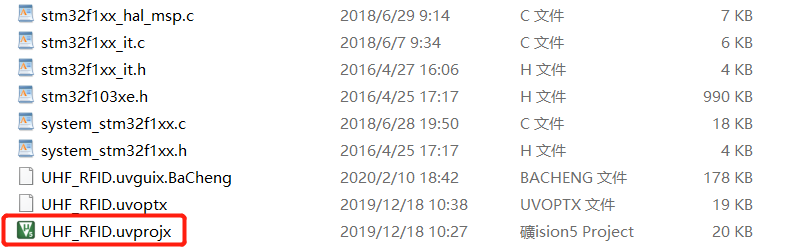 stm32f1xx_hal_msp.c 2018/6/29 9:14 C 文件 7 KB
stm32f1xx_it.c 2018/6/7 9:34 C 文件 6 KB
stm32f1xx_it.h 2016/4/27 16:06 H 文件 4 KB
stm32f103xe.h 2016/4/25 17:17 H 文件 990 KB
system_stm32f1xx.c 2018/6/28 19:50 C 文件 18 KB
system_stm32f1xx.h 2016/4/25 17:17 H 文件 4 KB
UHF_RFID.uvguix.BaCheng 2020/2/10 18:42 BACHENG 文件 178 KB
UHF_RFID.uvoptx 2019/12/18 10:38 UVOPTX 文件 29 KB
UHF_RFID.uvprojx 2019/12/18 10:27 礦ision5 Project 20 KB